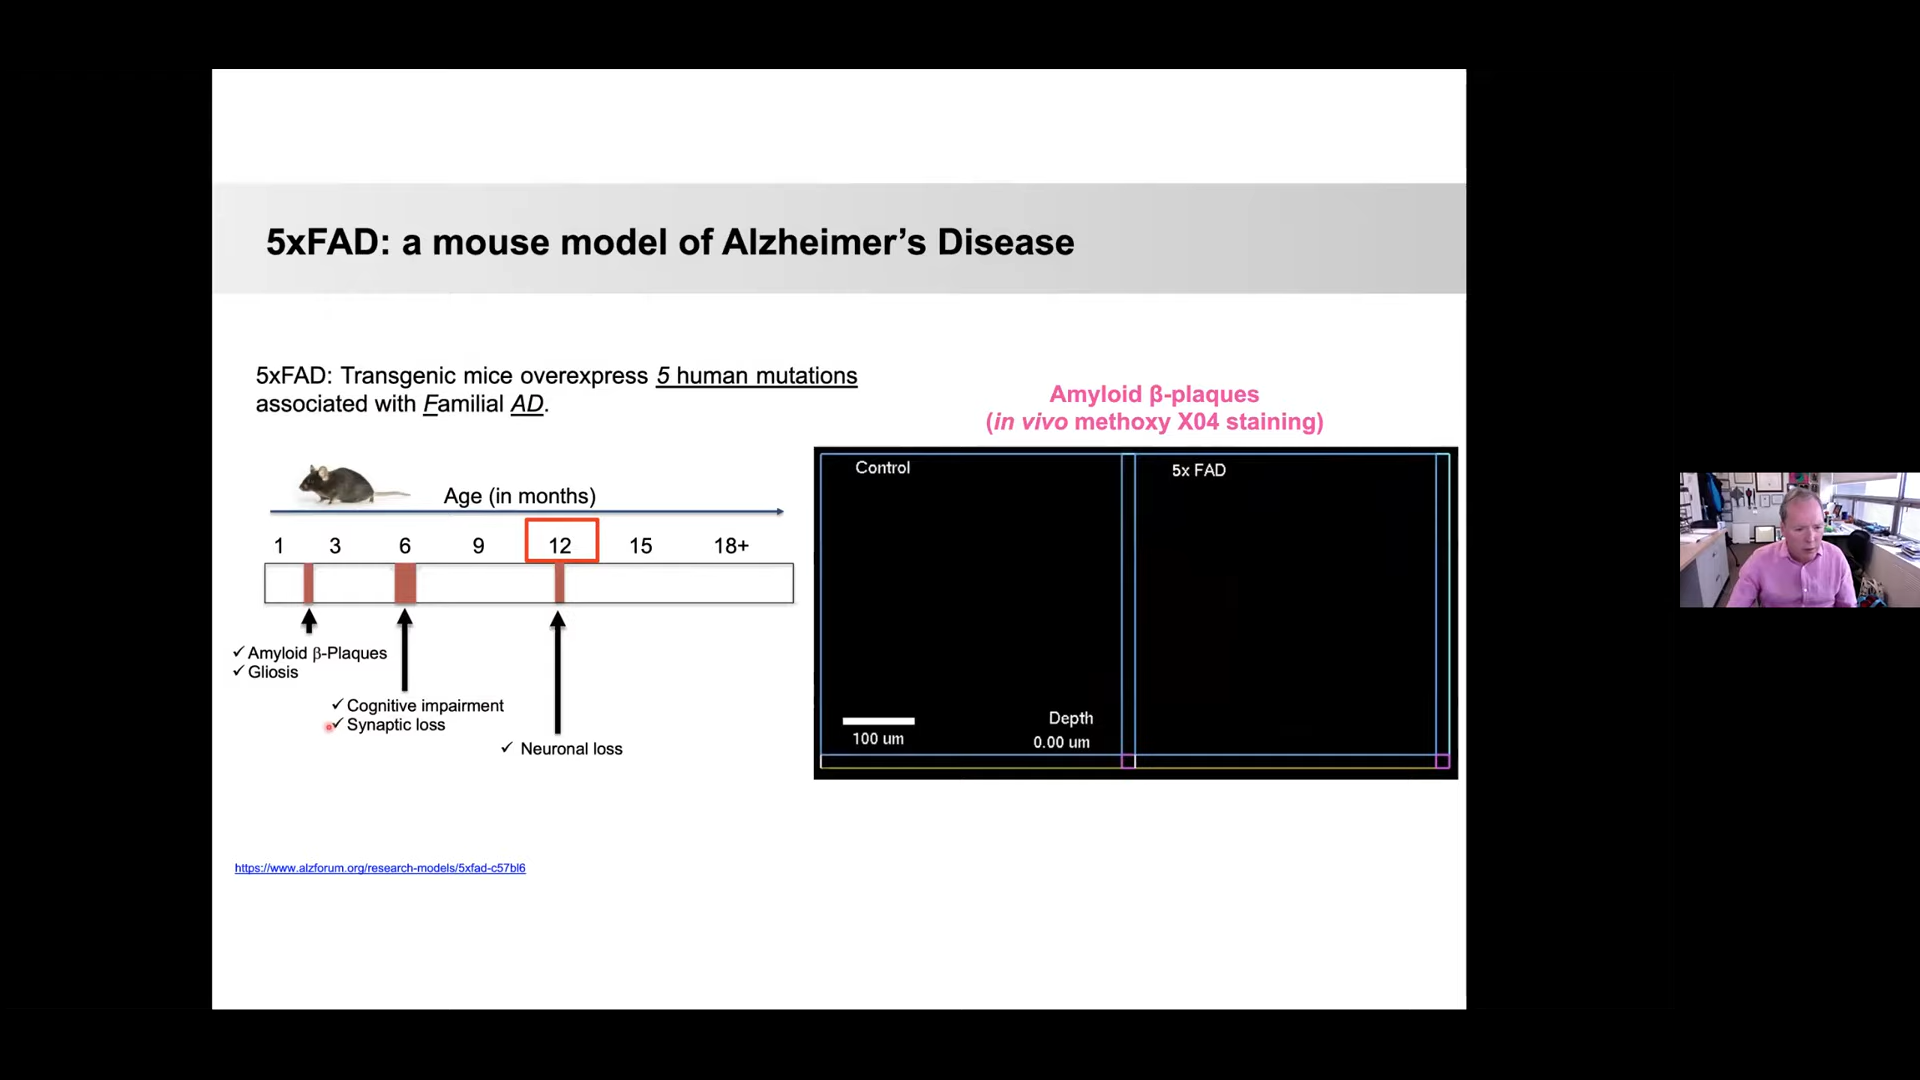 5xFAD: a mouse model of Alzheimer’s Disease
5xFAD: Transgenic mice overexpress 5 human mutations
associated with Familial AD.
Age (in months)
1 3 6 9 12 15 18+
✓ Amyloid β-Plaques
✓ Gliosis
✓ Cognitive impairment
✓ Synaptic loss
✓ Neuronal loss
Amyloid β-plaques
(in vivo methoxy X04 staining)
Control
5x FAD
100 um
Depth
0.00 um
https://www.alzforum.org/research-models/5xfad-c57bl6